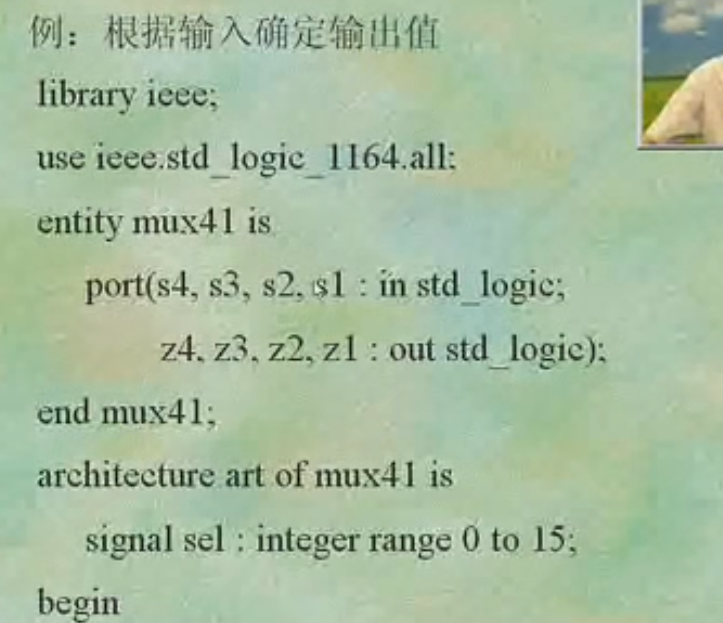 例：根据输入确定输出值
library ieee;
use ieee.std_logic_1164.all;
entity mux41 is
port(s4, s3, s2, s1 : in std_logic;
z4, z3, z2, z1 : out std_logic);
end mux41;
architecture art of mux41 is
signal sel : integer range 0 to 15;
begin